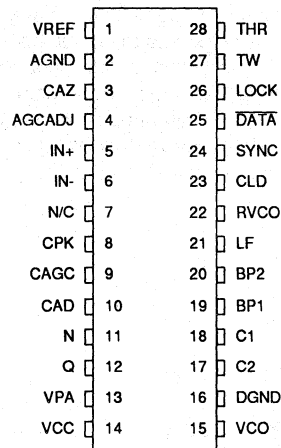 VREF 1 28 THR
AGND 2 27 TW
CAZ 3 26 LOCK
AGCADJ 4 25 DATA
IN+ 5 24 SYNC
IN- 6 23 CLD
N/C 7 22 RVCO
CPK 8 21 LF
CAGC 9 20 BP2
CAD 10 19 BP1
N 11 18 C1
Q 12 17 C2
VPA 13 16 DGND
VCC 14 15 VCO